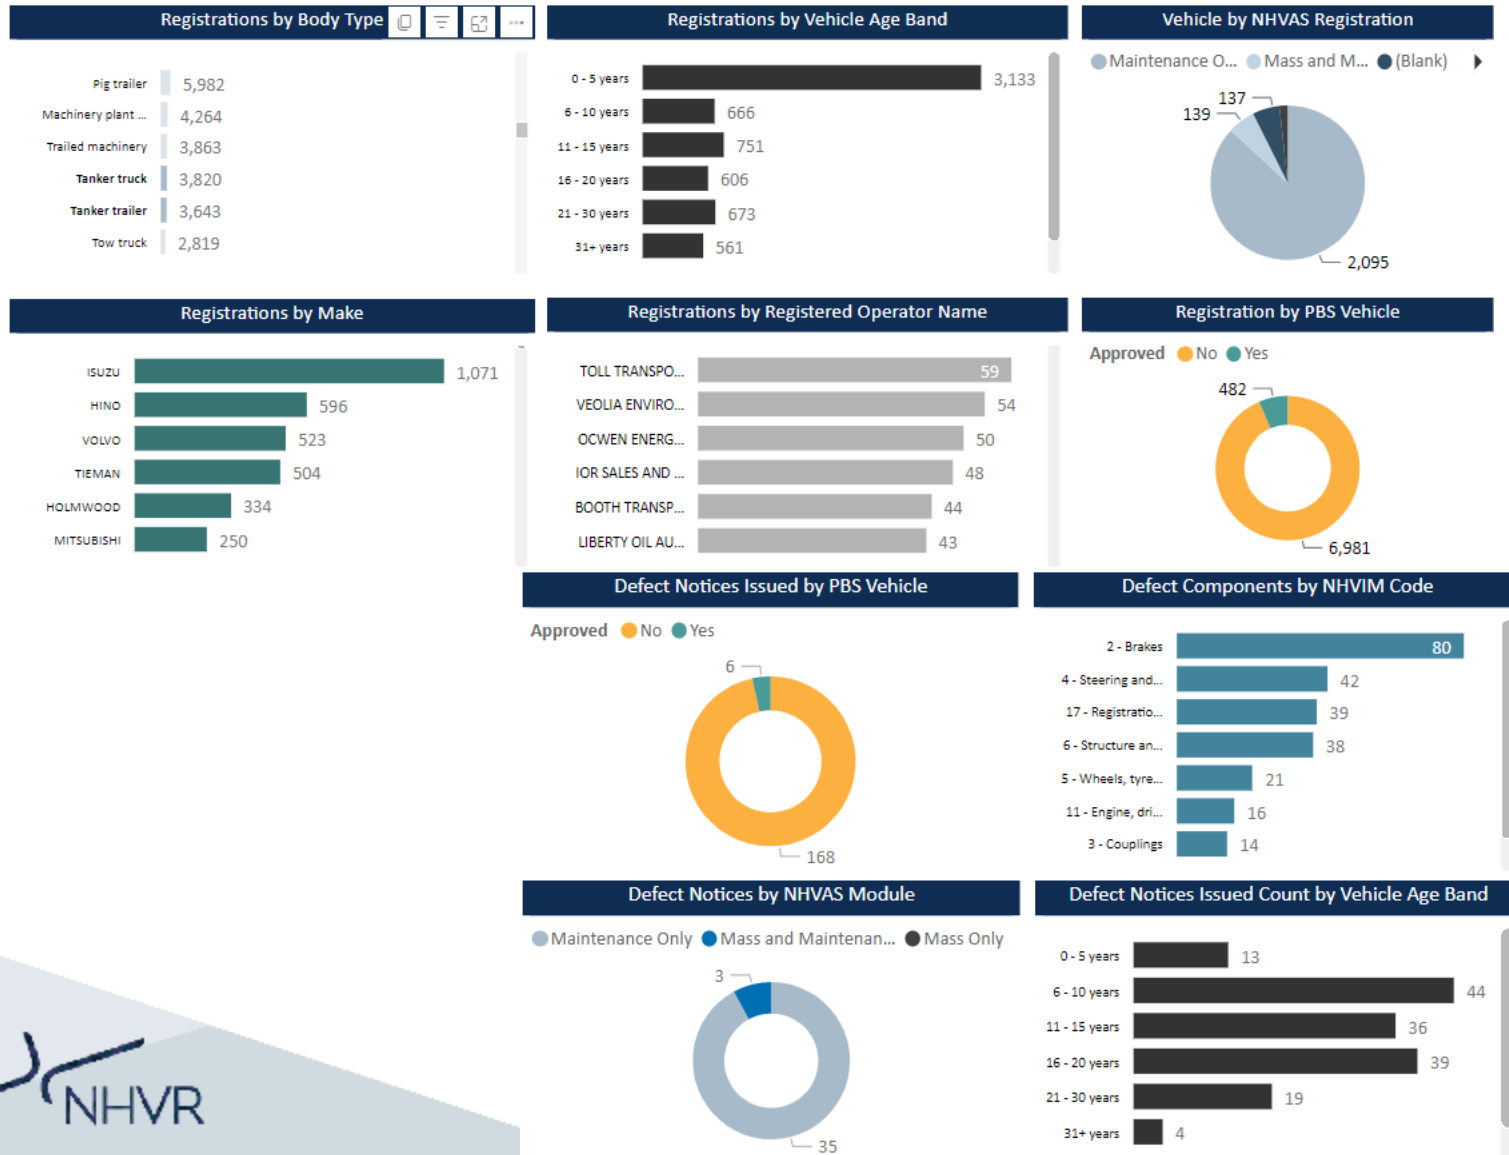 Registrations by Body Type
Pig trailer 5,982
Machinery plant ... 4,264
Trailed machinery 3,863
Tanker truck 3,820
Tanker trailer 3,643
Tow truck 2,819
Registrations by Vehicle Age Band
0 - 5 years 3,133
6 - 10 years 666
11 - 15 years 751
16 - 20 years 606
21 - 30 years 673
31+ years 561
Vehicle by NHVAS Registration
Maintenance O... Mass and M... (Blank)
137
139
2,095
Registrations by Make
ISUZU 1,071
HINO 596
VOLVO 523
TIEMAN 504
HOLMWOOD 334
MITSUBISHI 250
Registrations by Registered Operator Name
TOLL TRANSPO... 59
VEOLIA ENVIRO... 54
OCWEN ENERG... 50
IOR SALES AND ... 48
BOOTH TRANSP... 44
LIBERTY OIL AU... 43
Registration by PBS Vehicle
Approved No Yes
482
6,981
Defect Notices Issued by PBS Vehicle
Approved No Yes
6
168
Defect Components by NHVIM Code
2 - Brakes 80
4 - Steering and... 42
17 - Registratio... 39
6 - Structure an... 38
5 - Wheels, tyre... 21
11 - Engine, dri... 16
3 - Couplings 14
Defect Notices by NHVAS Module
Maintenance Only Mass and Maintenan... Mass Only
3
35
Defect Notices Issued Count by Vehicle Age Band
0 - 5 years 13
6 - 10 years 44
11 - 15 years 36
16 - 20 years 39
21 - 30 years 19
31+ years 4
NHVR